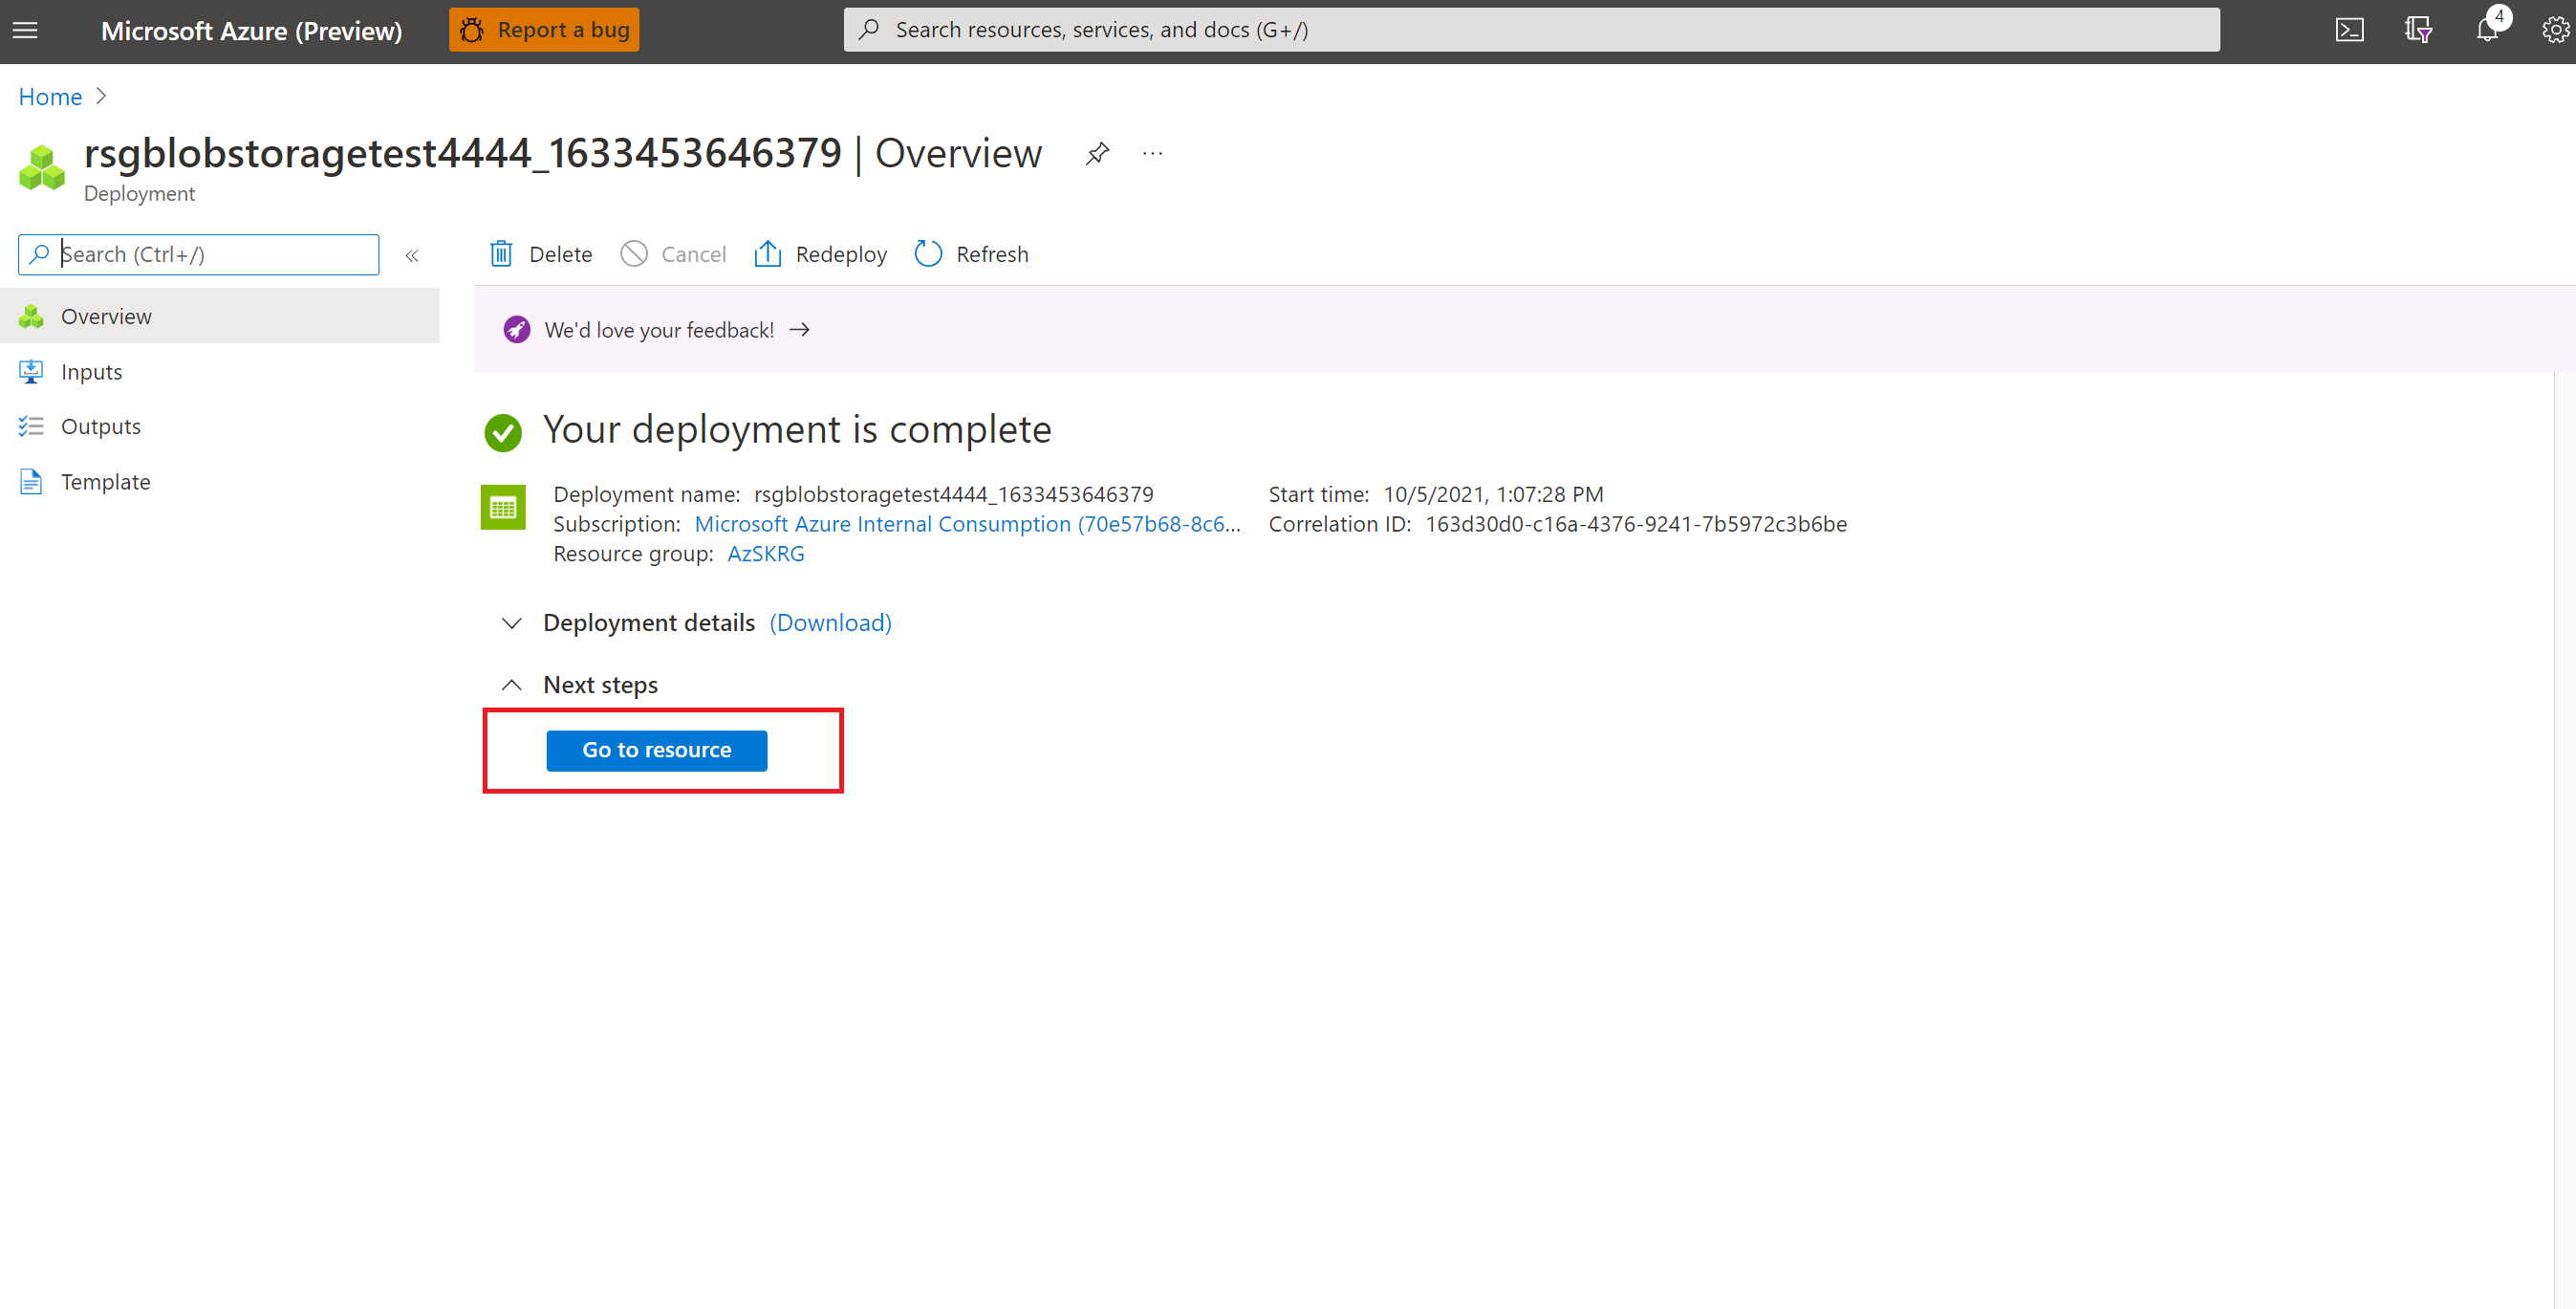 Microsoft Azure (Preview)
Report a bug
Search resources, services, and docs (G+/)
4
Home
rsgblobstoragetest4444_1633453646379 | Overview
Deployment
Search (Ctrl+/)
Delete
Cancel
Redeploy
Refresh
Overview
Inputs
Outputs
Template
We'd love your feedback!
Your deployment is complete
Deployment name: rsgblobstoragetest4444_1633453646379
Subscription: Microsoft Azure Internal Consumption (70e57b68-8c6...
Resource group: AzSKRG
Start time: 10/5/2021, 1:07:28 PM
Correlation ID: 163d30d0-c16a-4376-9241-7b5972c3b6be
Deployment details (Download)
Next steps
Go to resource